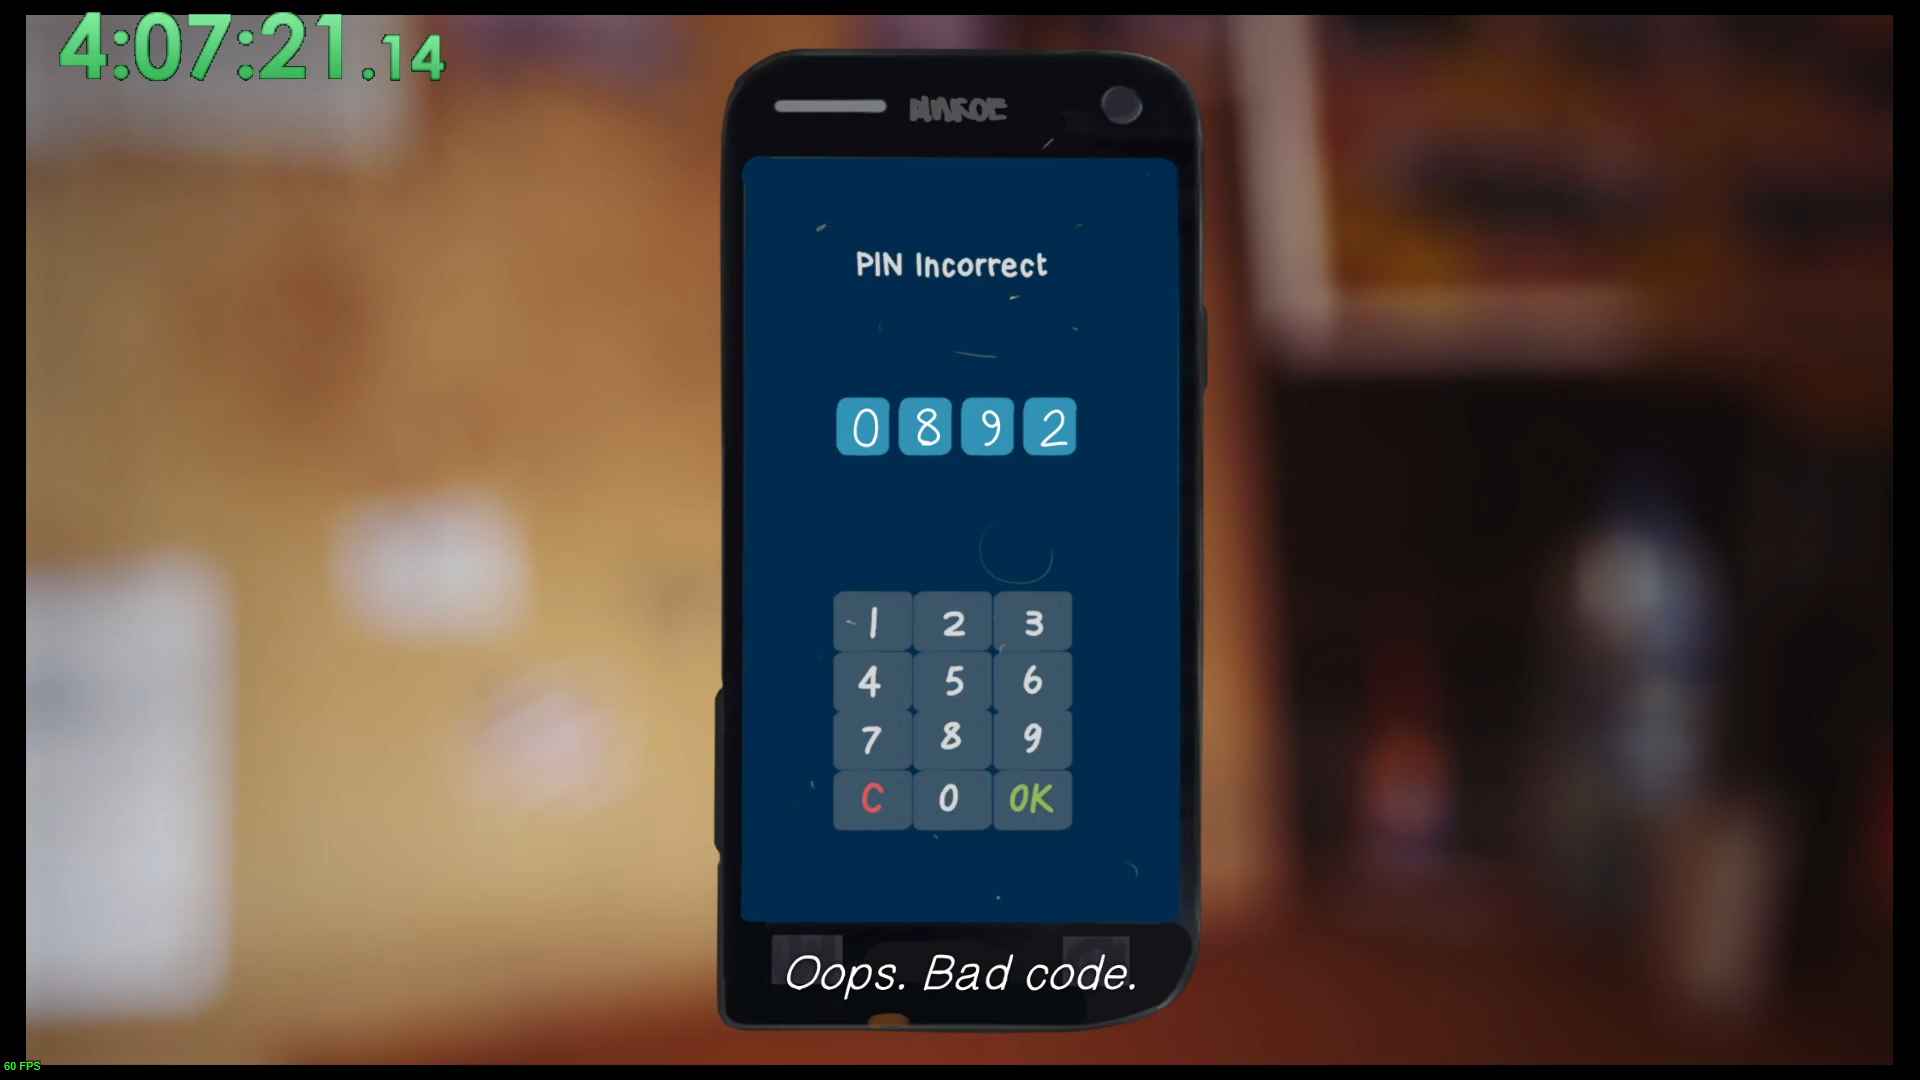 4:07:21.14
PIN Incorrect
0 8 9 2
1 2 3
4 5 6
7 8 9
C 0 OK
Oops. Bad code.
60 FPS